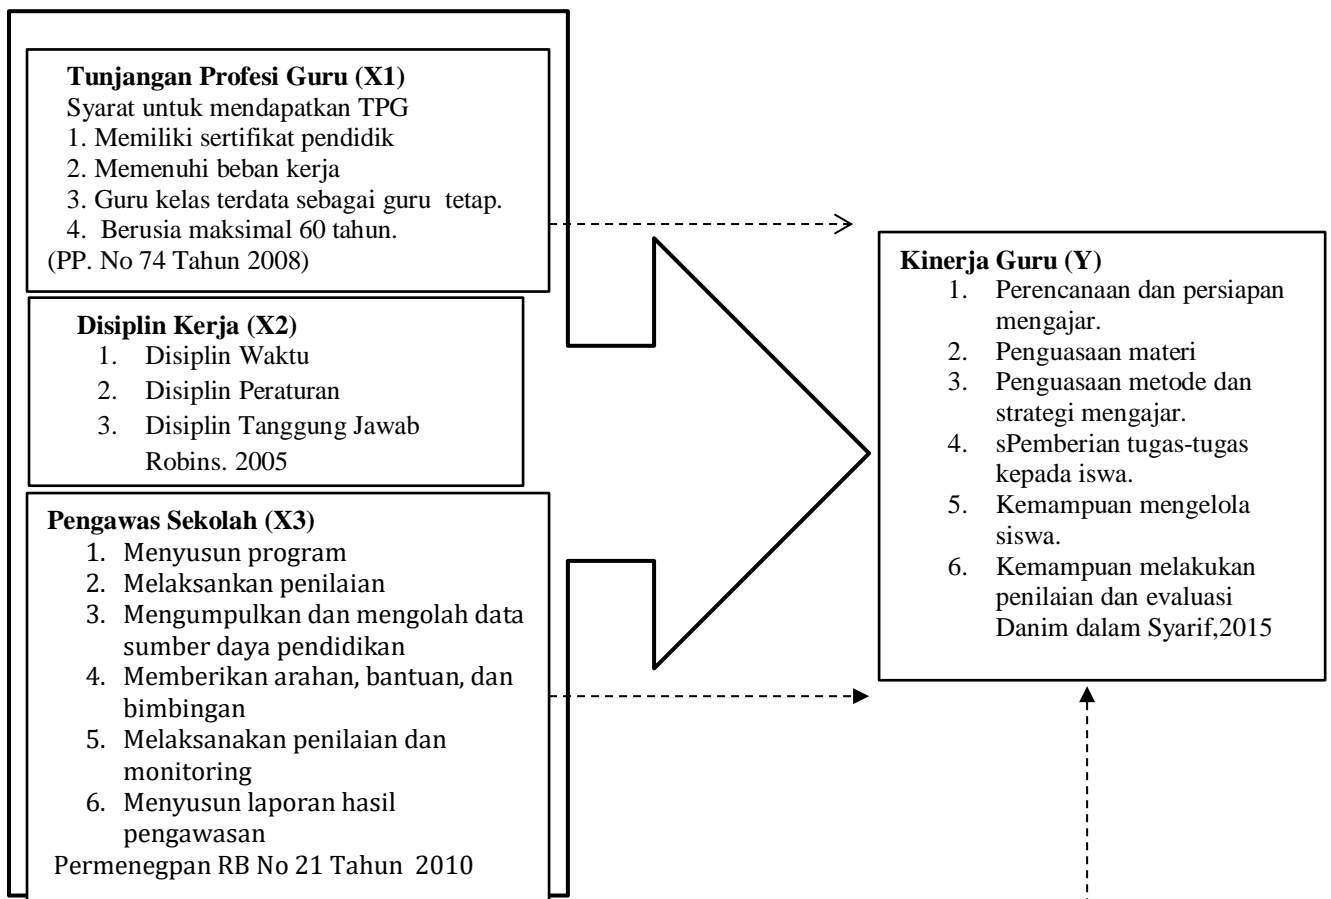 Tunjangan Profesi Guru (X1)
Syarat untuk mendapatkan TPG
1. Memiliki sertifikat pendidik
2. Memenuhi beban kerja
3. Guru kelas terdata sebagai guru tetap.
4. Berusia maksimal 60 tahun.
(PP. No 74 Tahun 2008)
Disiplin Kerja (X2)
1. Disiplin Waktu
2. Disiplin Peraturan
3. Disiplin Tanggung Jawab
Robins. 2005
Pengawas Sekolah (X3)
1. Menyusun program
2. Melaksankan penilaian
3. Mengumpulkan dan mengolah data
sumber daya pendidikan
4. Memberikan arahan, bantuan, dan
bimbingan
5. Melaksanakan penilaian dan
monitoring
6. Menyusun laporan hasil
pengawasan
Permenegpan RB No 21 Tahun 2010
Kinerja Guru (Y)
1. Perencanaan dan persiapan
mengajar.
2. Penguasaan materi
3. Penguasaan metode dan
strategi mengajar.
4. sPemberian tugas-tugas
kepada iswa.
5. Kemampuan mengelola
siswa.
6. Kemampuan melakukan
penilaian dan evaluasi
Danim dalam Syarif,2015